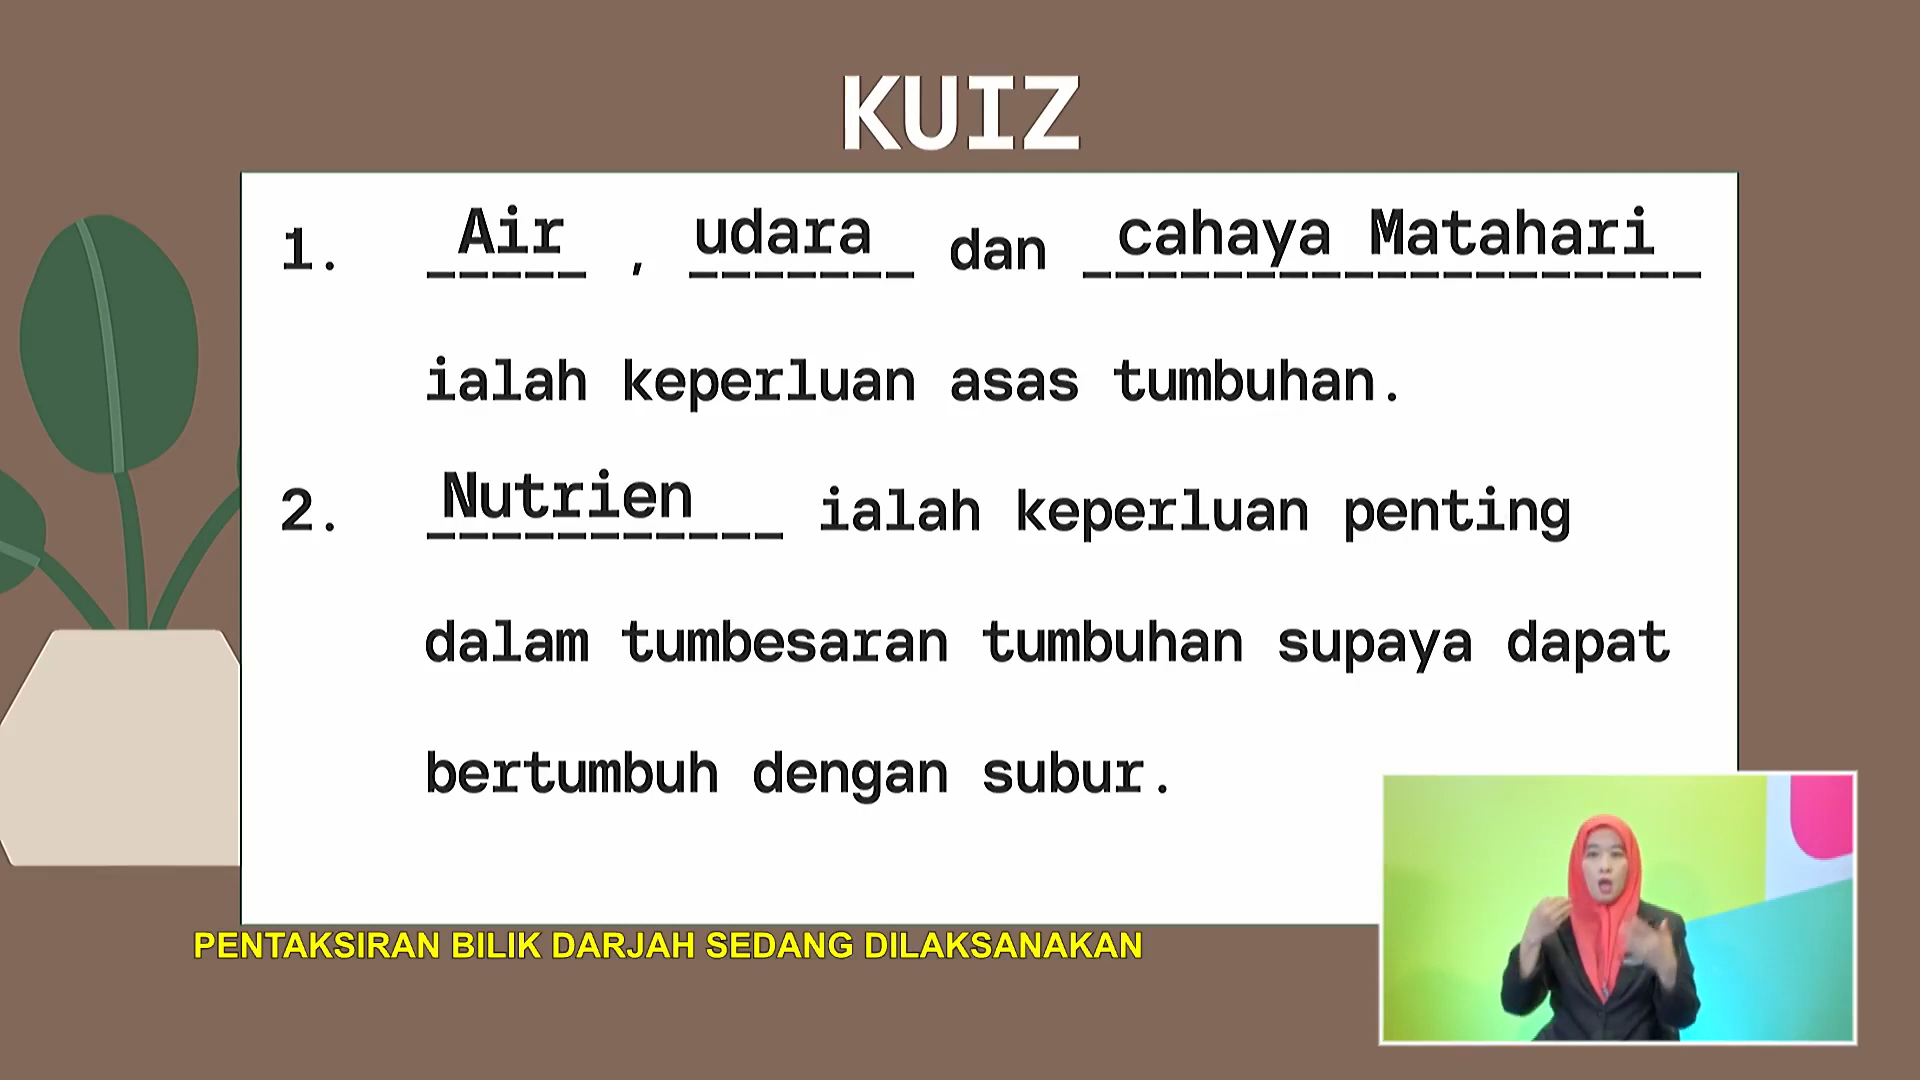 KUIZ
1. Air , udara dan cahaya Matahari
ialah keperluan asas tumbuhan.
2. Nutrien ialah keperluan penting
dalam tumbesaran tumbuhan supaya dapat
bertumbuh dengan subur.
PENTAKSIRAN BILIK DARJAH SEDANG DILAKSANAKAN